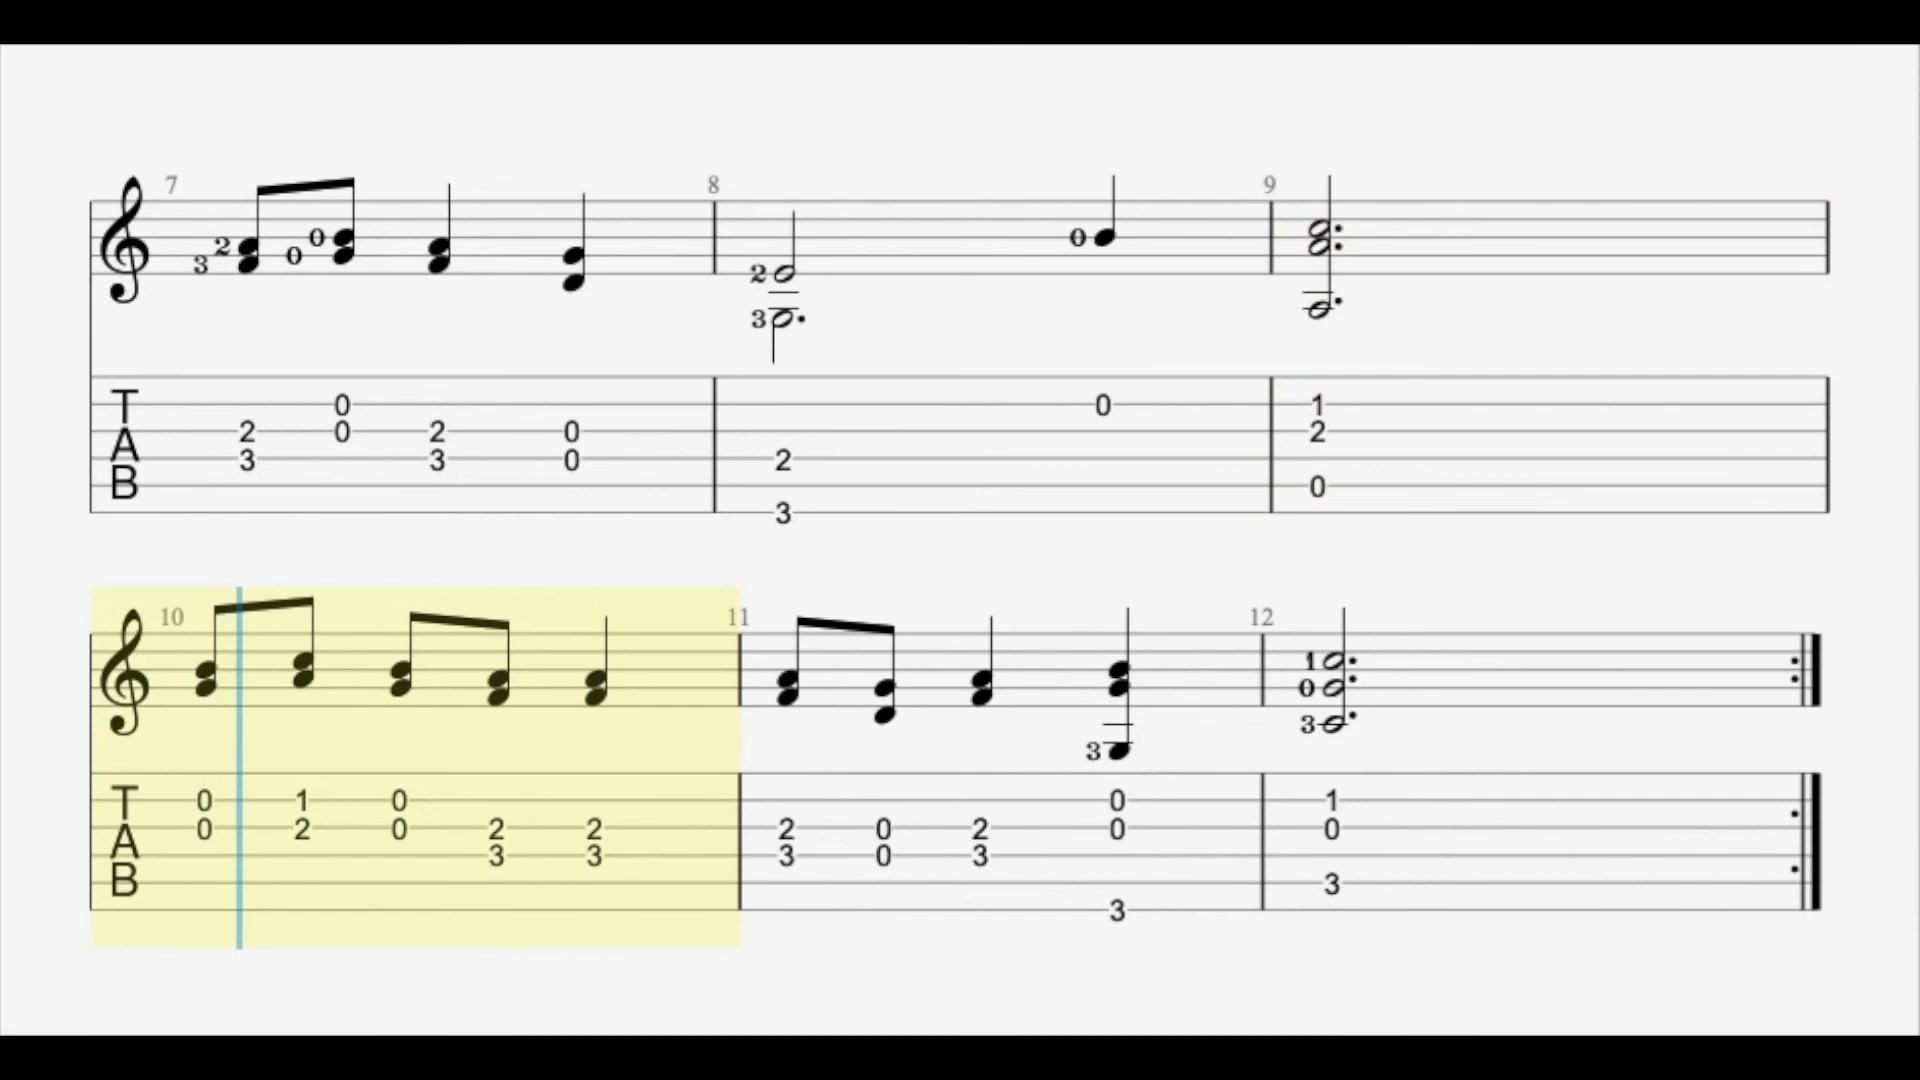 7 8 9
2 0
3 0
0
2
3
T 0 0 1
A 2 0 2 0 2
3 3 0 2
B 0
3
10 11 12
1
0
3 3
T 0 1 0 0 1
A 0 2 0 2 2 2 0 2 0 0
3 3 3 0 3
B 3
3